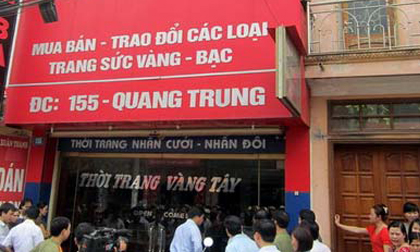 MUA BÁN - TRAO ĐỔI CÁC LOẠI
TRANG SỨC VÀNG - BẠC
ĐC: 155 - QUANG TRUNG
THỜI TRANG NHẪN CƯỚI - NHẪN ĐÔI
THỜI TRANG VÀNG TÂY
OPEN